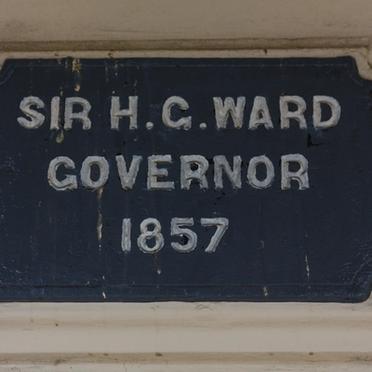 SIR H. G. WARD
GOVERNOR
1857